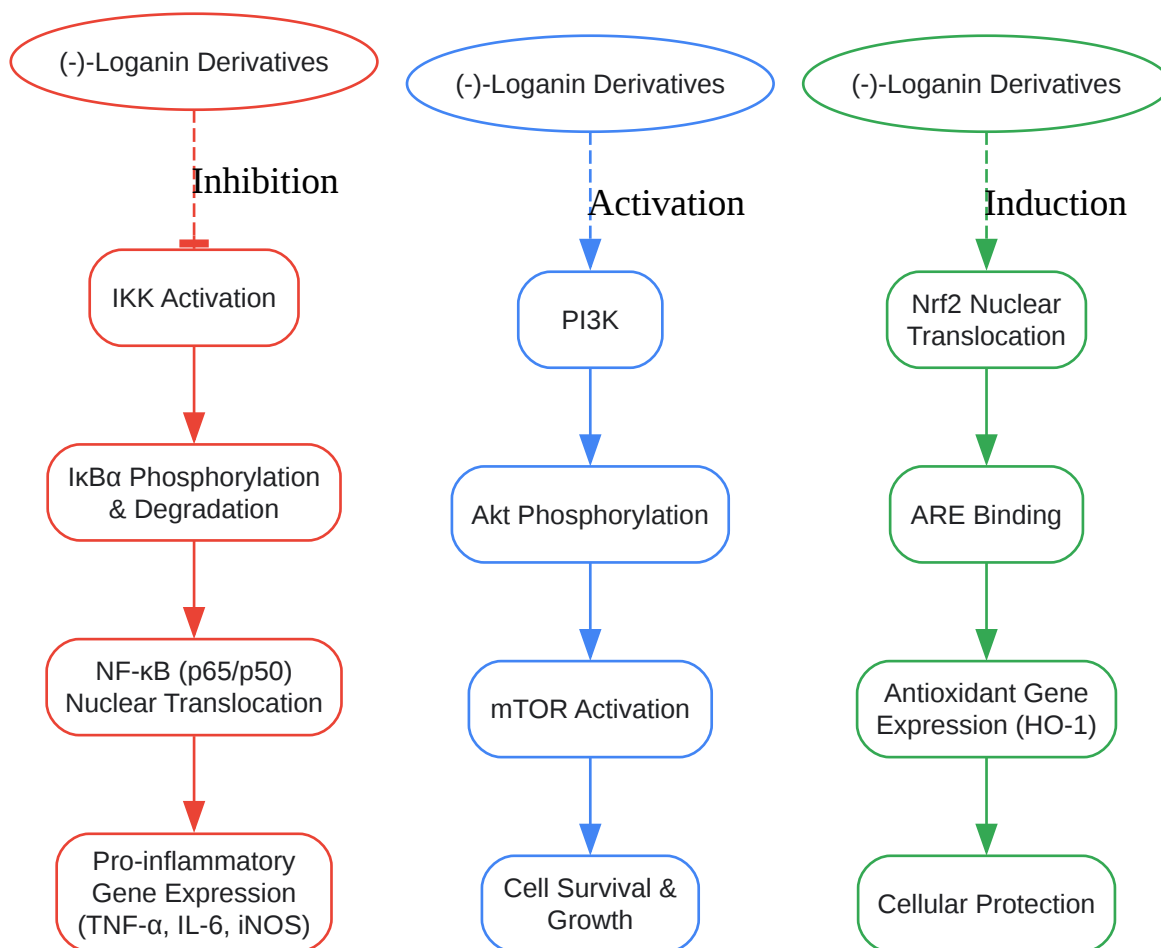 (-)-Loganin Derivatives
Inhibition
IKK Activation
IκBα Phosphorylation
& Degradation
NF-κB (p65/p50)
Nuclear Translocation
Pro-inflammatory
Gene Expression
(TNF-α, IL-6, iNOS)
(-)-Loganin Derivatives
Activation
PI3K
Akt Phosphorylation
mTOR Activation
Cell Survival &
Growth
(-)-Loganin Derivatives
Induction
Nrf2 Nuclear
Translocation
ARE Binding
Antioxidant Gene
Expression (HO-1)
Cellular Protection